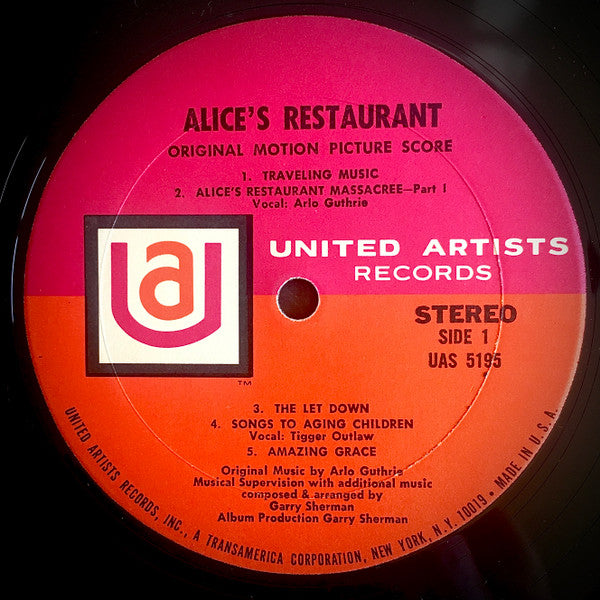 ALICE'S RESTAURANT
ORIGINAL MOTION PICTURE SCORE
1. TRAVELING MUSIC
2. ALICE'S RESTAURANT MASSACREE—Part I
Vocal: Arlo Guthrie
ua
UNITED ARTISTS
RECORDS
TM
STEREO
SIDE 1
UAS 5195
3. THE LET DOWN
4. SONGS TO AGING CHILDREN
Vocal: Tigger Outlaw
5. AMAZING GRACE
Original Music by Arlo Guthrie
Musical Supervision with additional music
composed & arranged by
Garry Sherman
Album Production Garry Sherman
UNITED ARTISTS RECORDS, INC., A TRANSAMERICA CORPORATION, NEW YORK, N.Y. 10019 • MADE IN U.S.A.